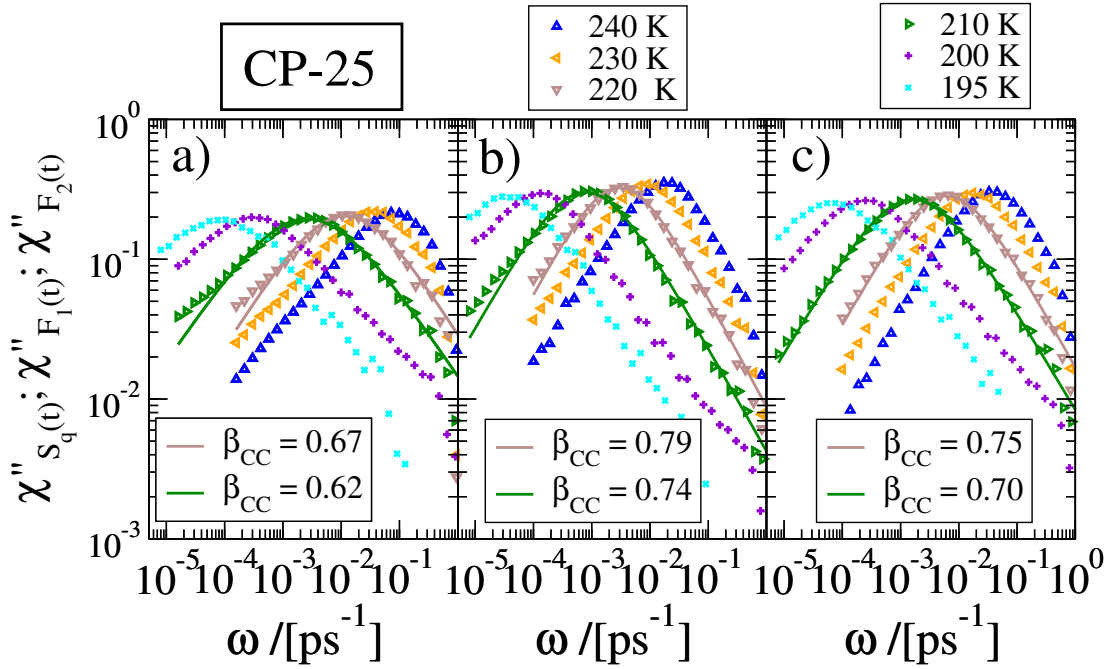 CP-25
240 K
230 K
220 K
210 K
200 K
195 K
χ''S_q(t); χ''F_1(t); χ''F_2(t)
10^0
10^-1
10^-2
10^-3
a)
b)
c)
β_CC = 0.67
β_CC = 0.62
β_CC = 0.79
β_CC = 0.74
β_CC = 0.75
β_CC = 0.70
10^-5 10^-4 10^-3 10^-2 10^-1 10^-5 10^-4 10^-3 10^-2 10^-1 10^-5 10^-4 10^-3 10^-2 10^-1 10^0
ω /[ps^-1] ω /[ps^-1] ω /[ps^-1]